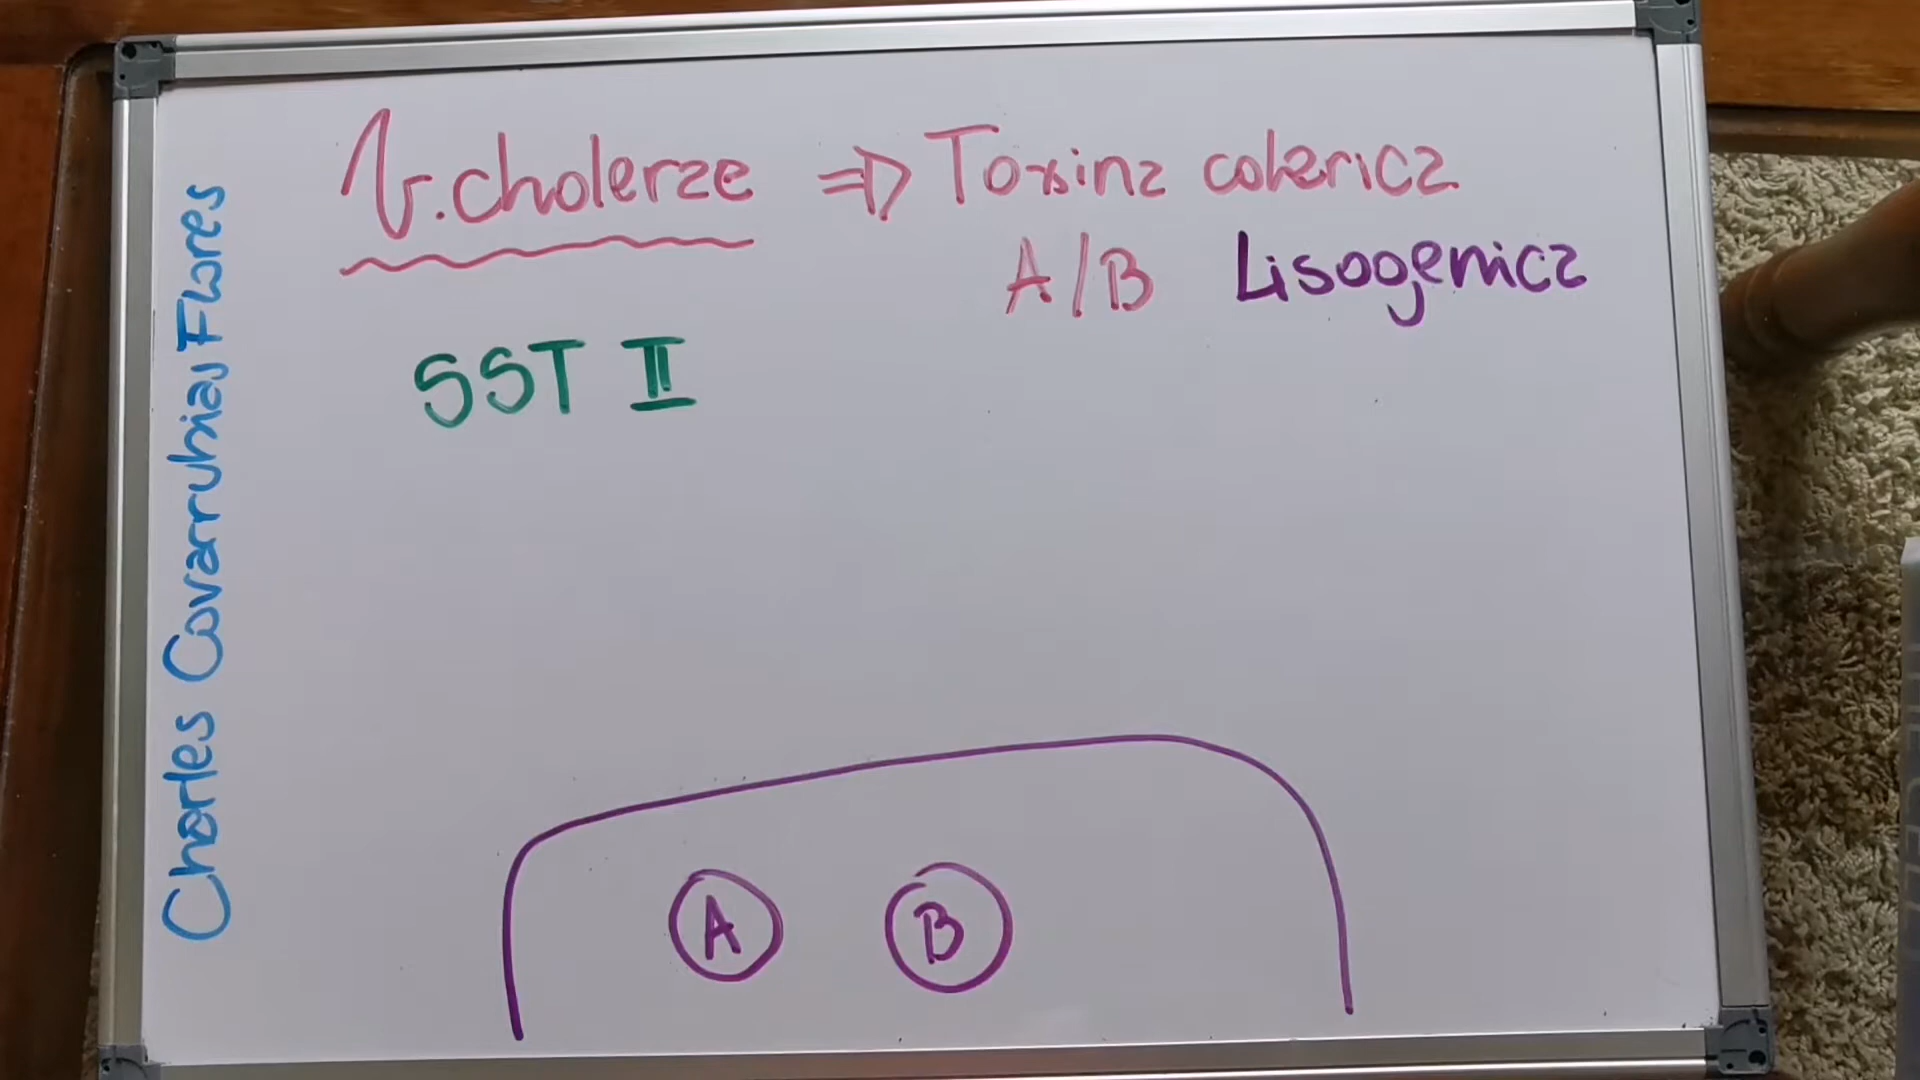 V.cholerae ⇒ Toxina colerica
A/B Lisogenica
SST II
A B
Charles Covarrubias Flores